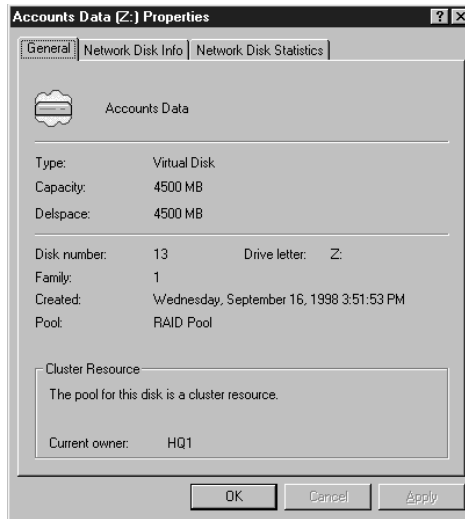 Accounts Data (Z:) Properties
General Network Disk Info Network Disk Statistics
Accounts Data
Type: Virtual Disk
Capacity: 4500 MB
Delspace: 4500 MB
Disk number: 13 Drive letter: Z:
Family: 1
Created: Wednesday, September 16, 1998 3:51:53 PM
Pool: RAID Pool
Cluster Resource
The pool for this disk is a cluster resource.
Current owner: HQ1
OK Cancel Apply